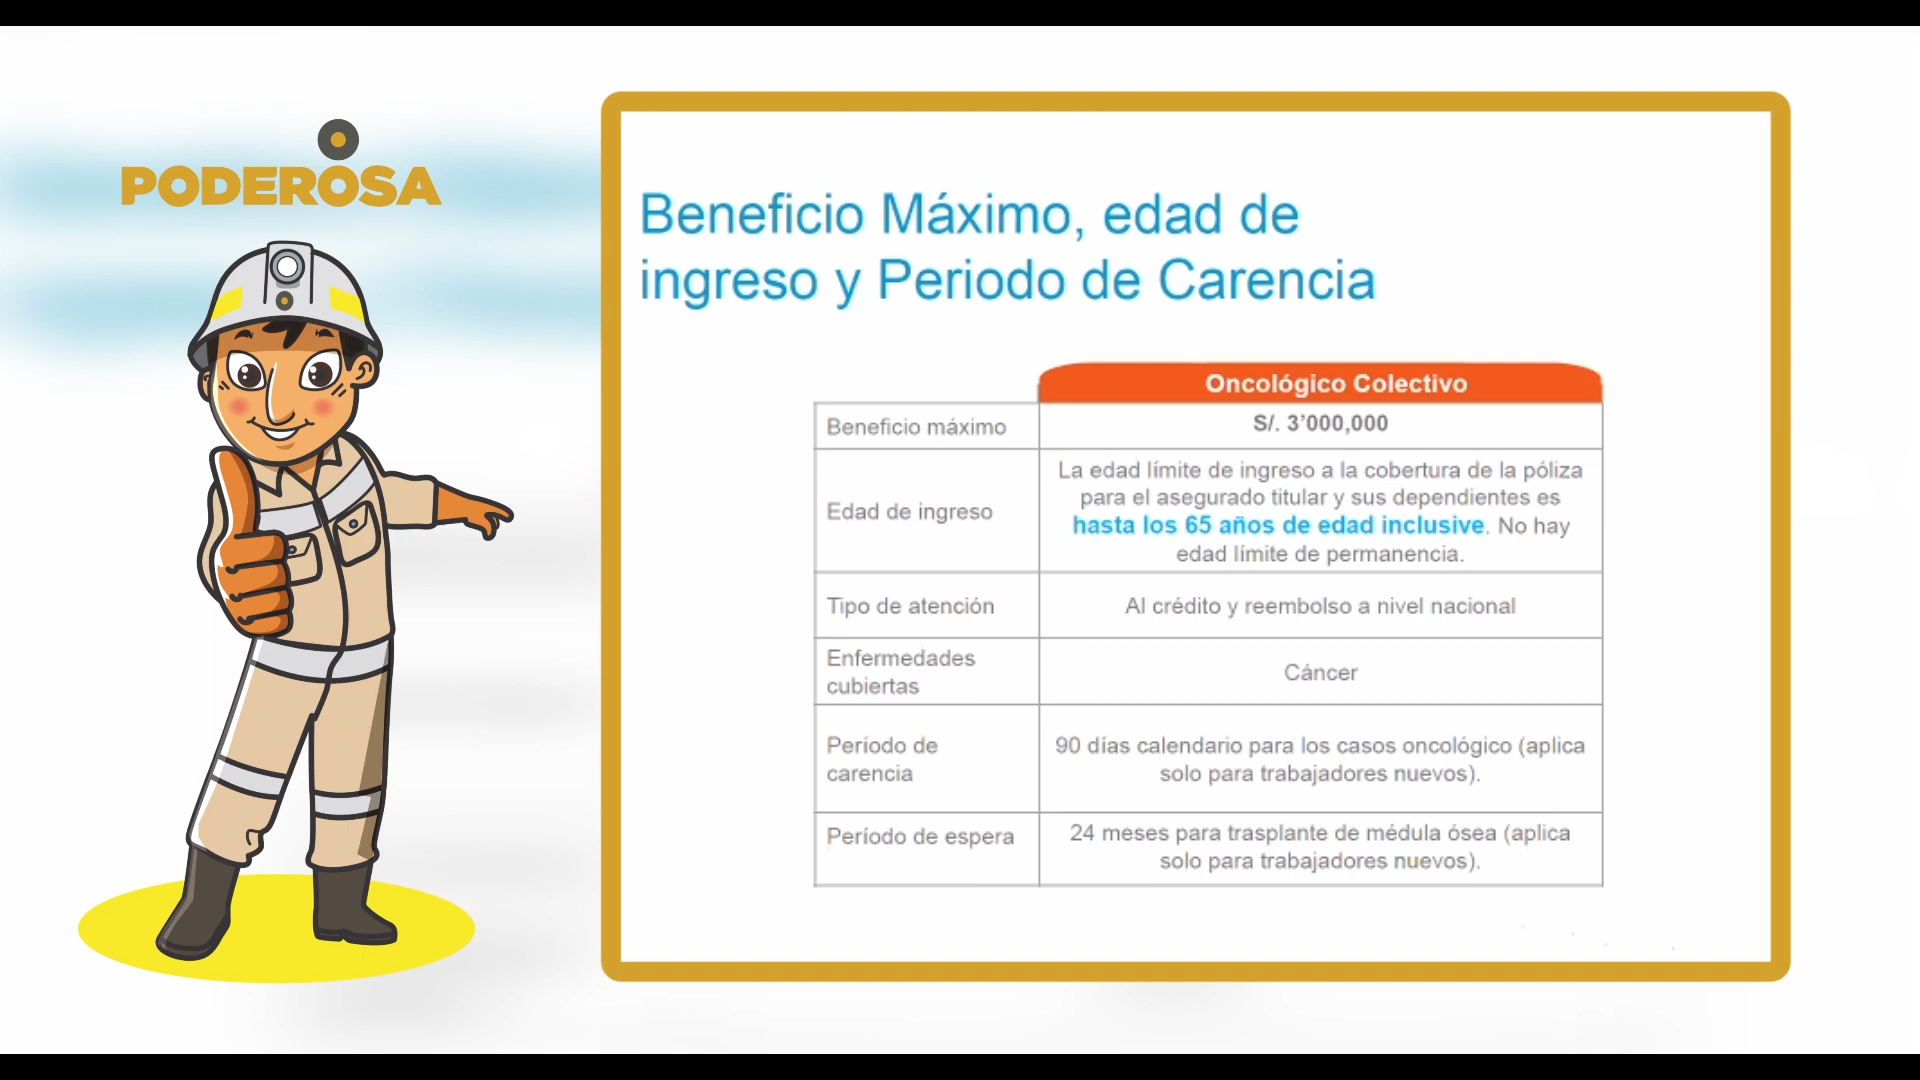 PODEROSA
Beneficio Máximo, edad de
ingreso y Periodo de Carencia
Oncológico Colectivo
Beneficio máximo
S/. 3’000,000
Edad de ingreso
La edad límite de ingreso a la cobertura de la póliza
para el asegurado titular y sus dependientes es
hasta los 65 años de edad inclusive. No hay
edad límite de permanencia.
Tipo de atención
Al crédito y reembolso a nivel nacional
Enfermedades
cubiertas
Cáncer
Período de
carencia
90 días calendario para los casos oncológico (aplica
solo para trabajadores nuevos).
Período de espera
24 meses para trasplante de médula ósea (aplica
solo para trabajadores nuevos).